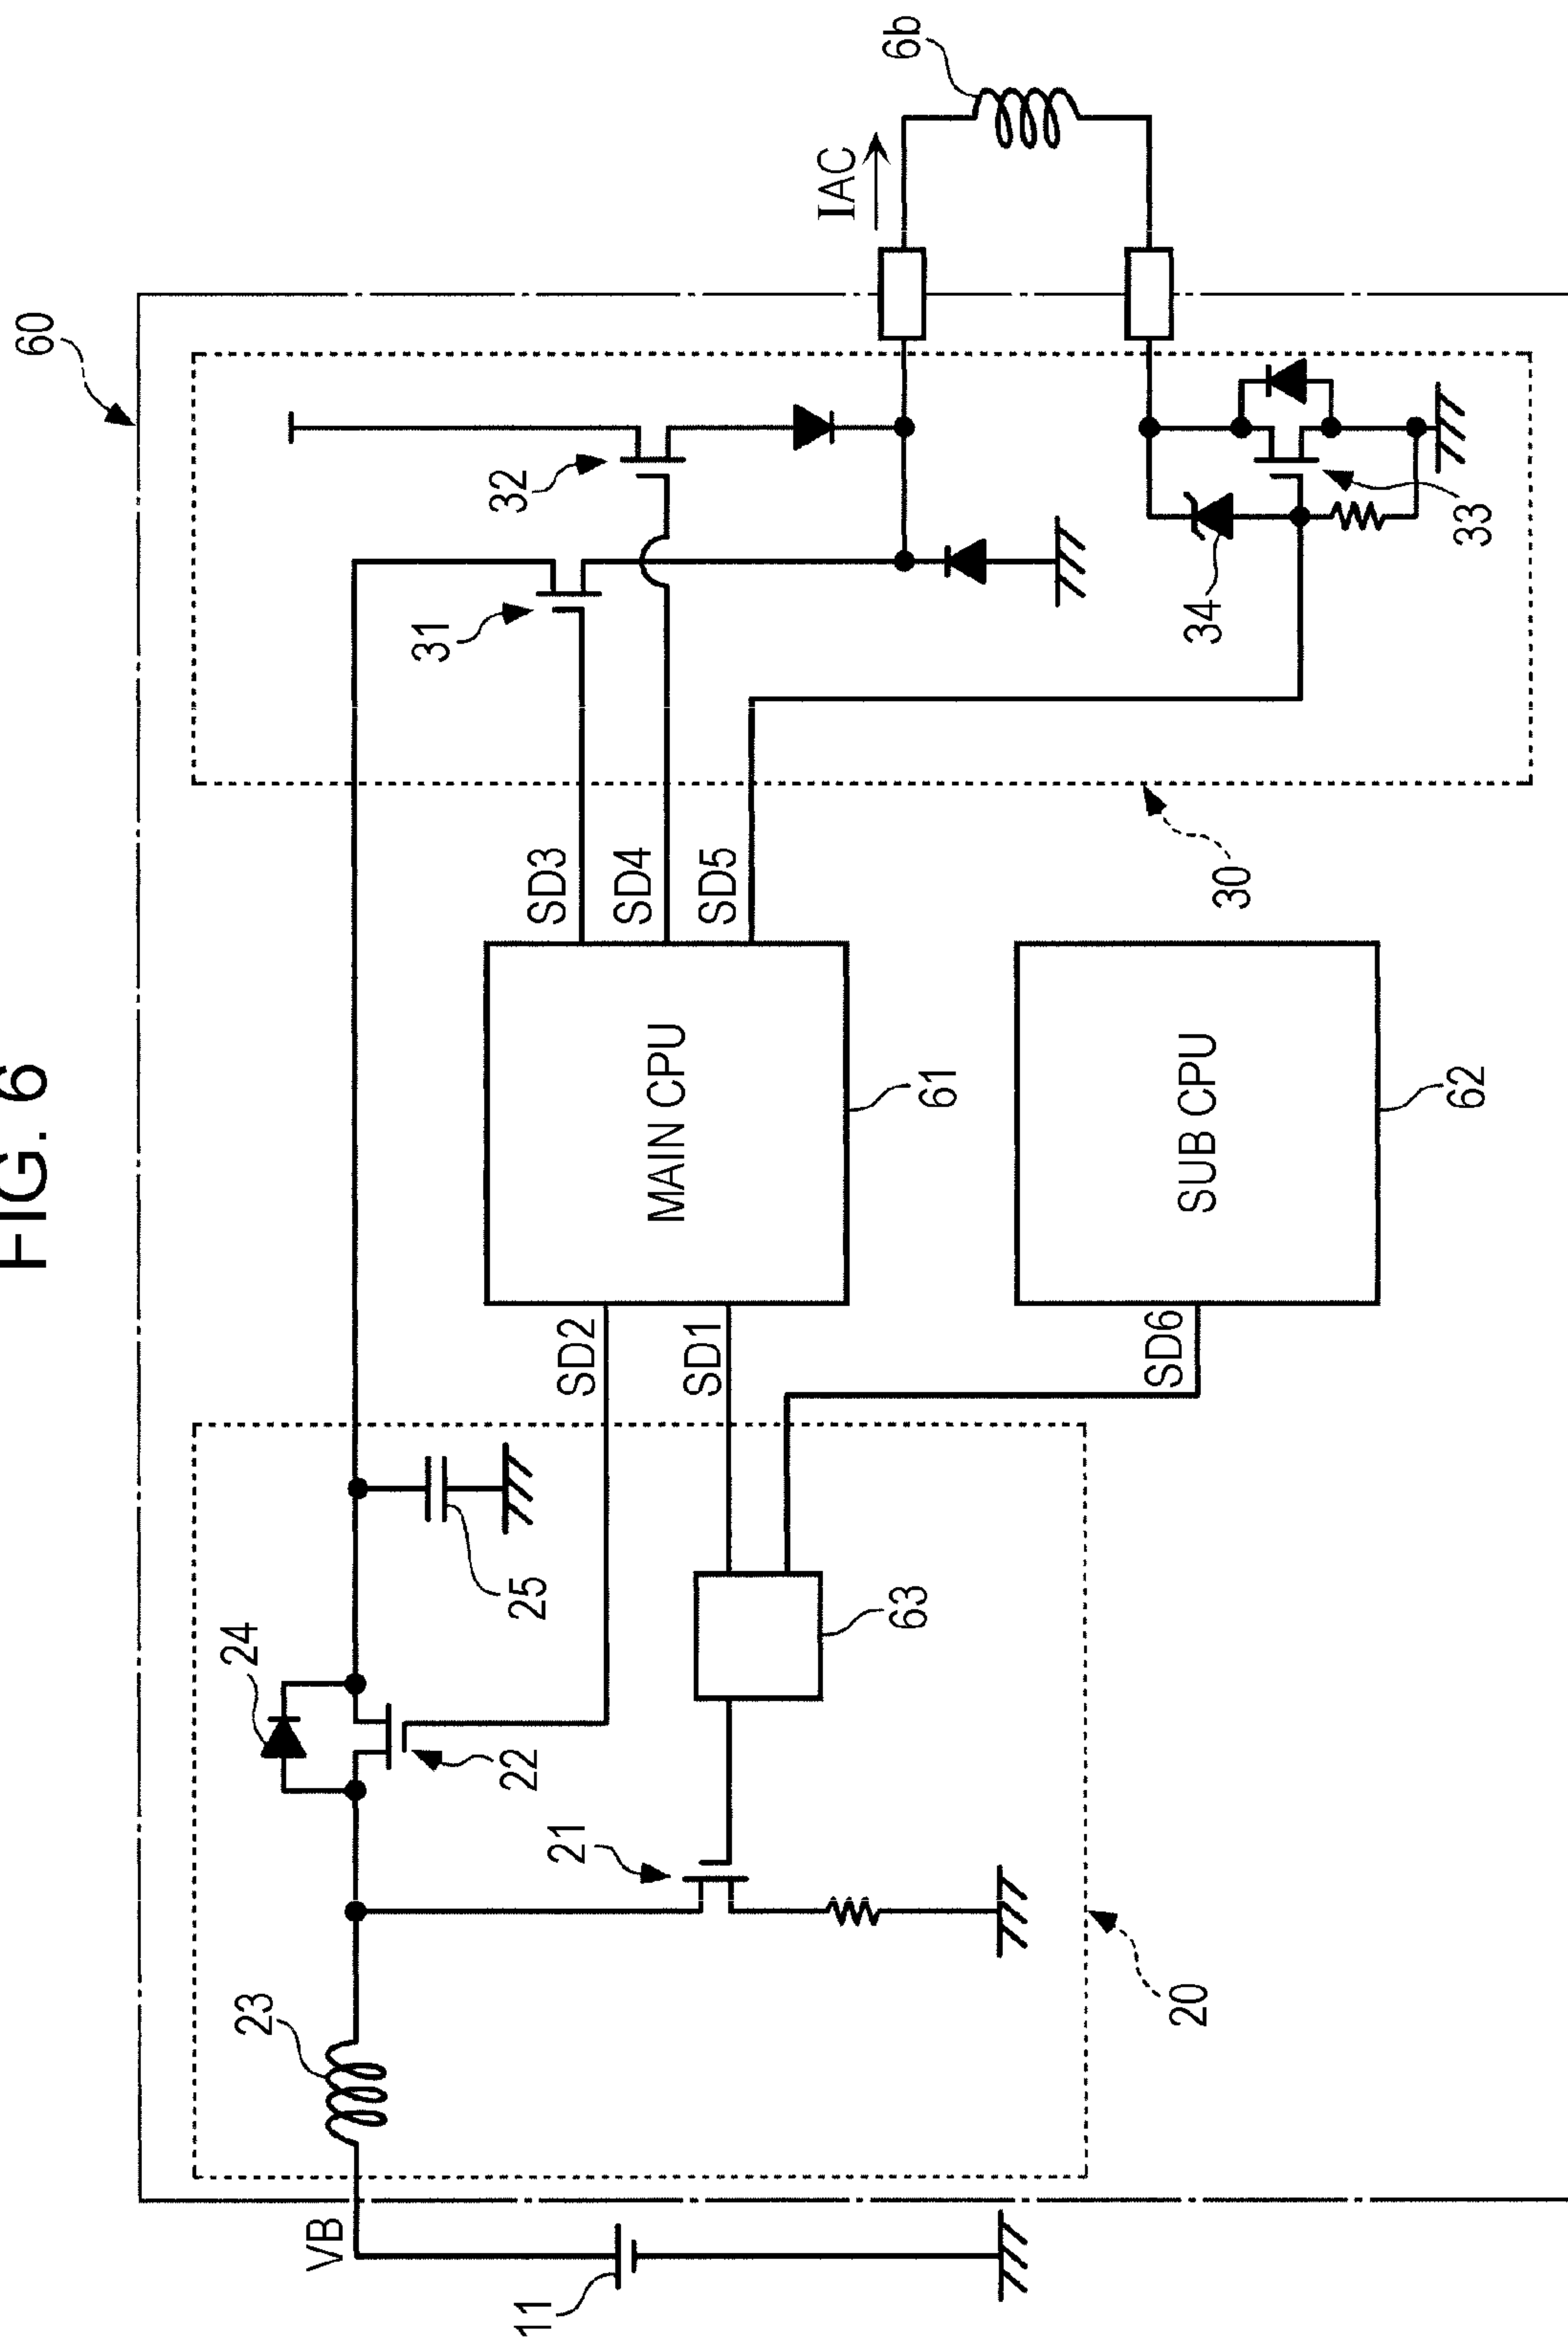 FIG. 6
60
20
30
VB
11
23
24
22
25
21
63
SD2
SD1
SD6
MAIN CPU
61
SUB CPU
62
SD3
SD4
SD5
31
32
34
33
IAC
6b